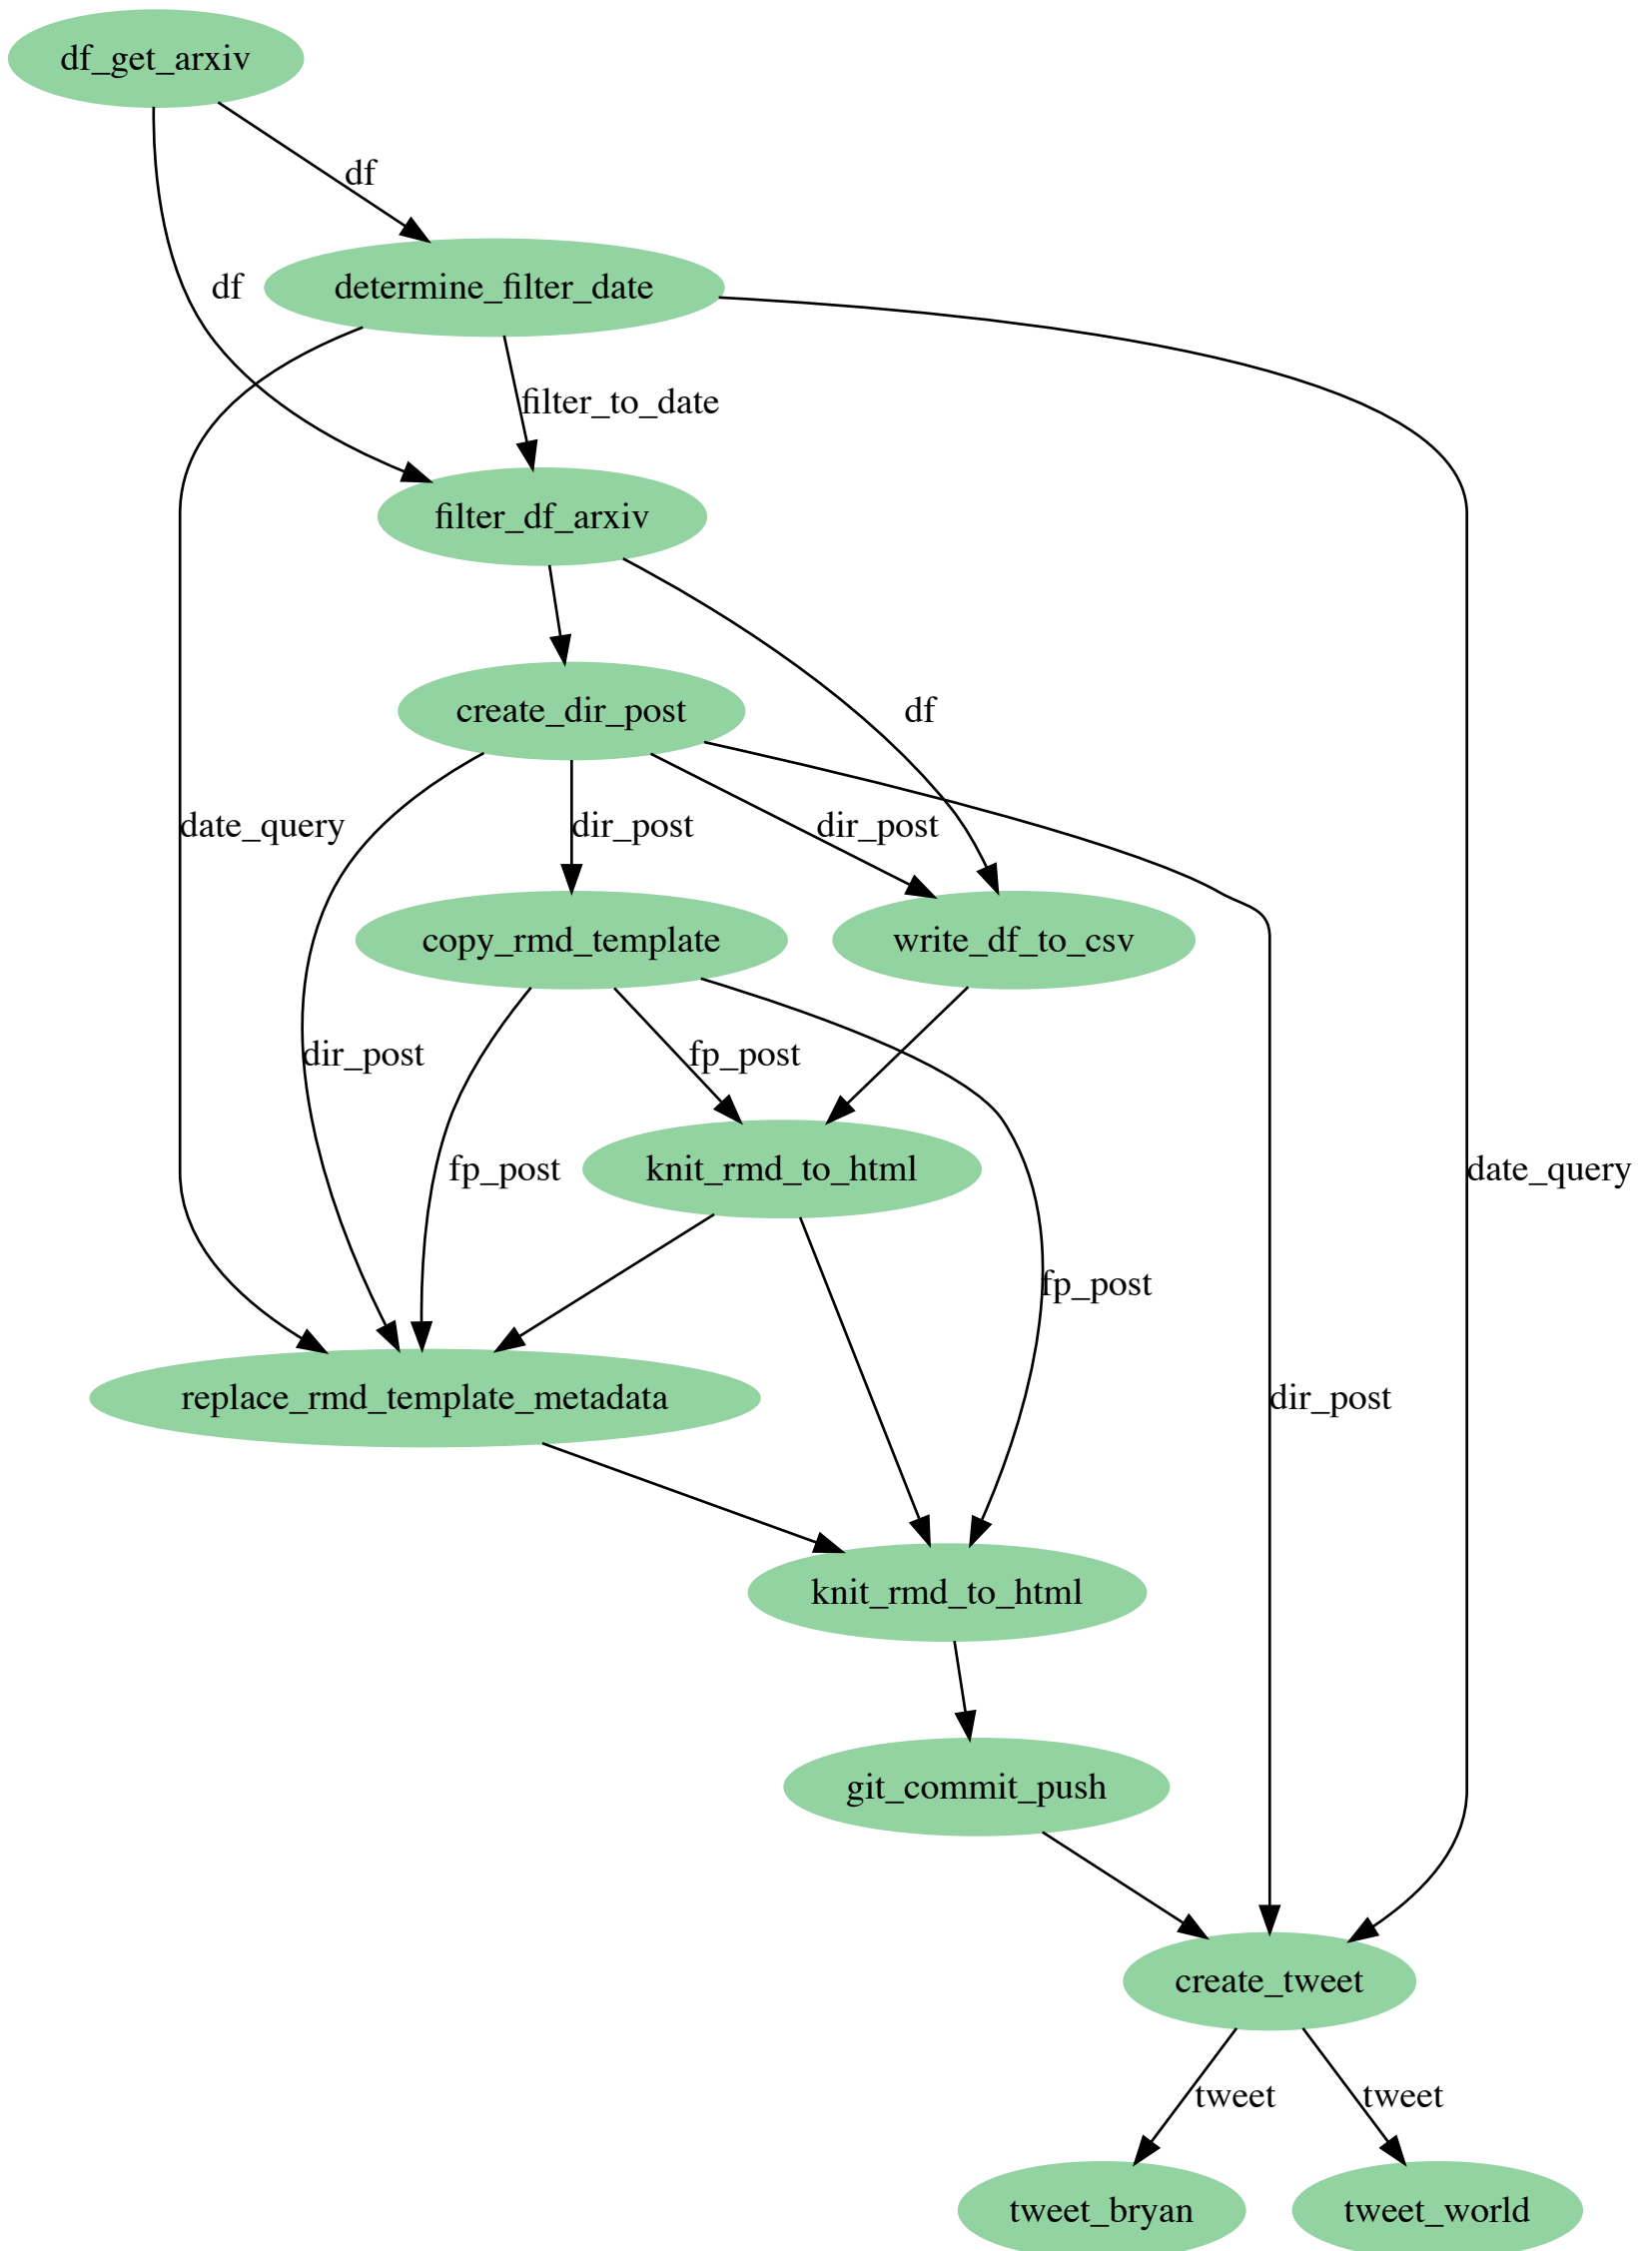 df_get_arxiv
df
df
determine_filter_date
filter_to_date
filter_df_arxiv
create_dir_post
df
date_query
dir_post
dir_post
copy_rmd_template
write_df_to_csv
dir_post
fp_post
fp_post
knit_rmd_to_html
date_query
fp_post
replace_rmd_template_metadata
dir_post
knit_rmd_to_html
git_commit_push
create_tweet
tweet
tweet
tweet_bryan
tweet_world